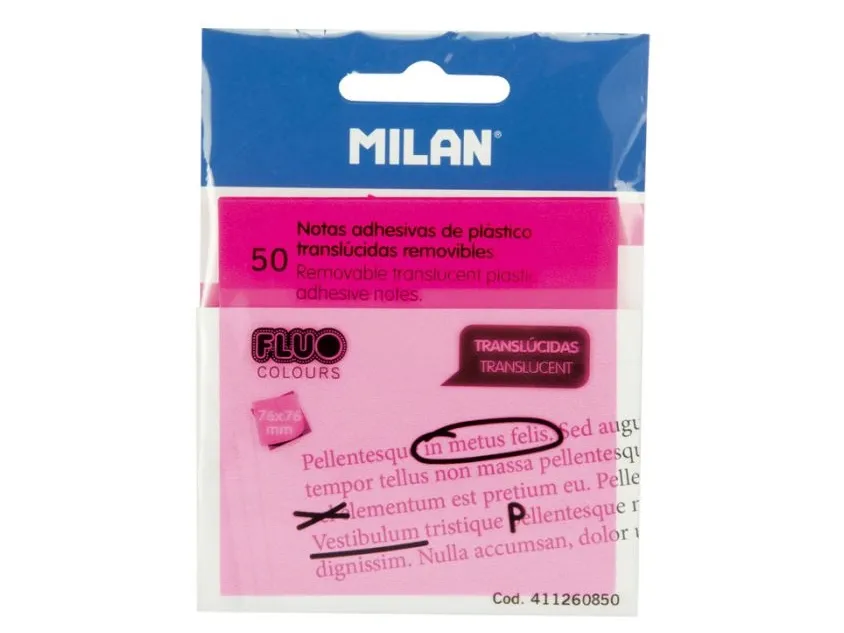 MILAN®
50
Notas adhesivas de plástico
translúcidas removibles
Removable translucent plastic
adhesive notes.
FLUO
COLOURS
TRANSLÚCIDAS
TRANSLUCENT
76x76
mm
Pellentesqu in metus felis. Sed augu
tempor tellus non massa pellentesqu
elementum est pretium eu. Pelle
Vestibulum tristique Pellentesque
dignissim. Nulla accumsan, dolor
Cod. 411260850